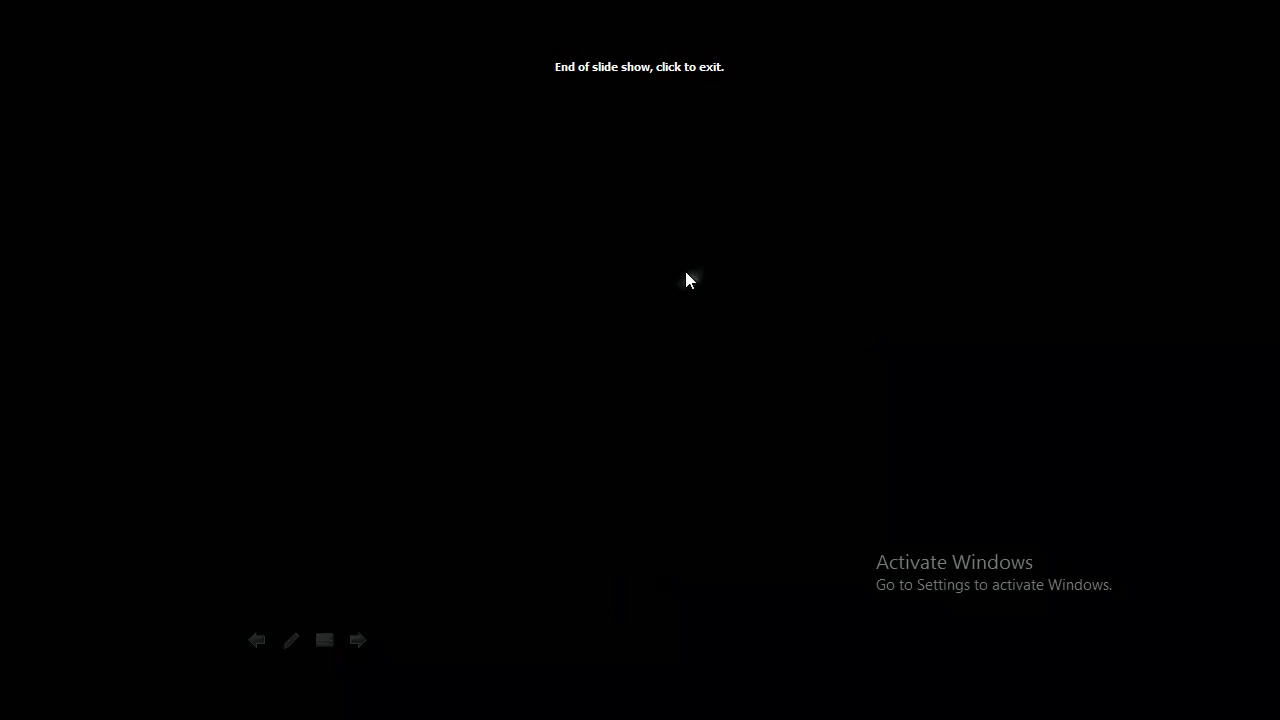 End of slide show, click to exit.
Activate Windows
Go to Settings to activate Windows.